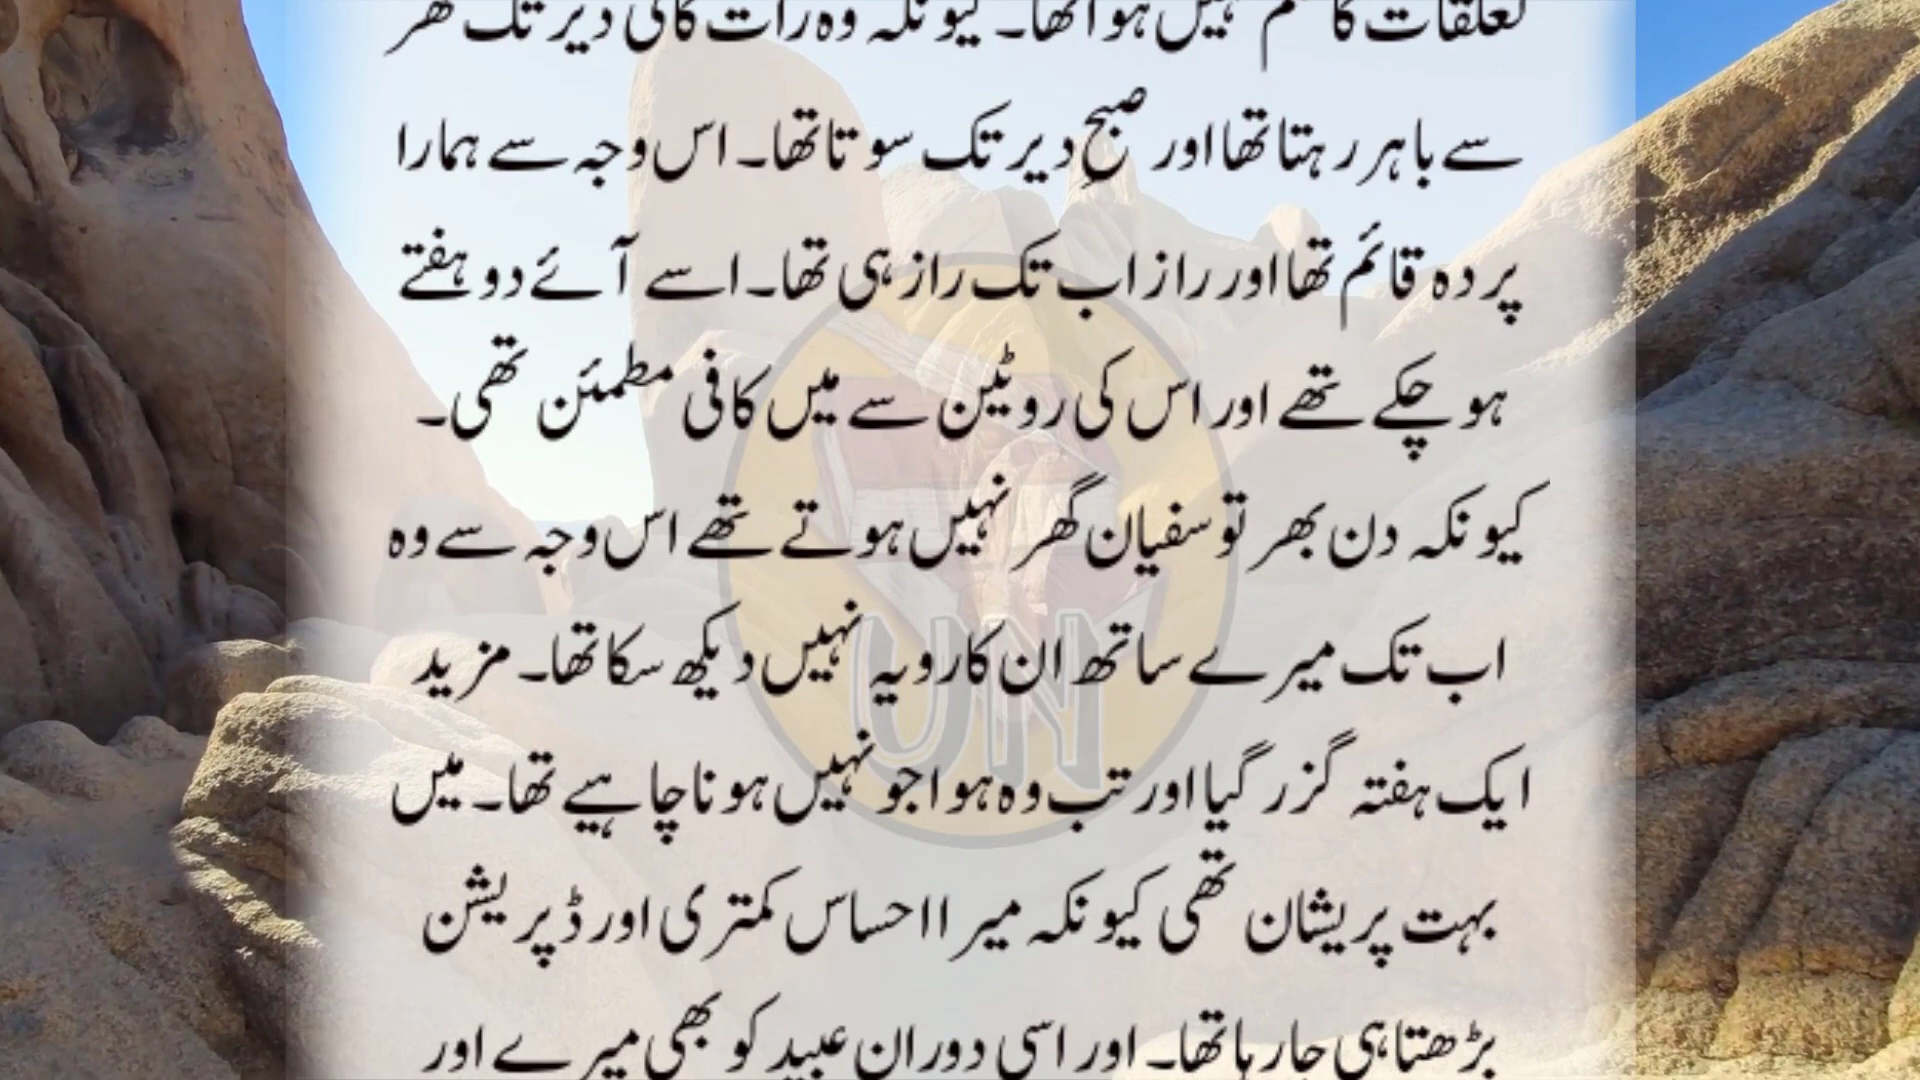 تعلقات کا علم نہیں ہوا تھا۔ کیونکہ وہ رات کافی دیر تک گھر
سے باہر رہتا تھا اور صبح دیر تک سوتا تھا۔ اس وجہ سے ہمارا
پردہ قائم تھا اور راز اب تک راز ہی تھا۔ اسے آئے دو ہفتے
ہو چکے تھے اور اس کی روٹین سے میں کافی مطمئن تھی۔
کیونکہ دن بھر تو سفیان گھر نہیں ہوتے تھے اس وجہ سے وہ
اب تک میرے ساتھ ان کا رویہ نہیں دیکھ سکا تھا۔ مزید
ایک ہفتہ گزر گیا اور تب وہ ہوا جو نہیں ہونا چاہیے تھا۔ میں
بہت پریشان تھی کیونکہ میرا احساس کمتری اور ڈپریشن
بڑھتا ہی جا رہا تھا۔ اور اسی دوران عبید کو بھی میرے اور
UN